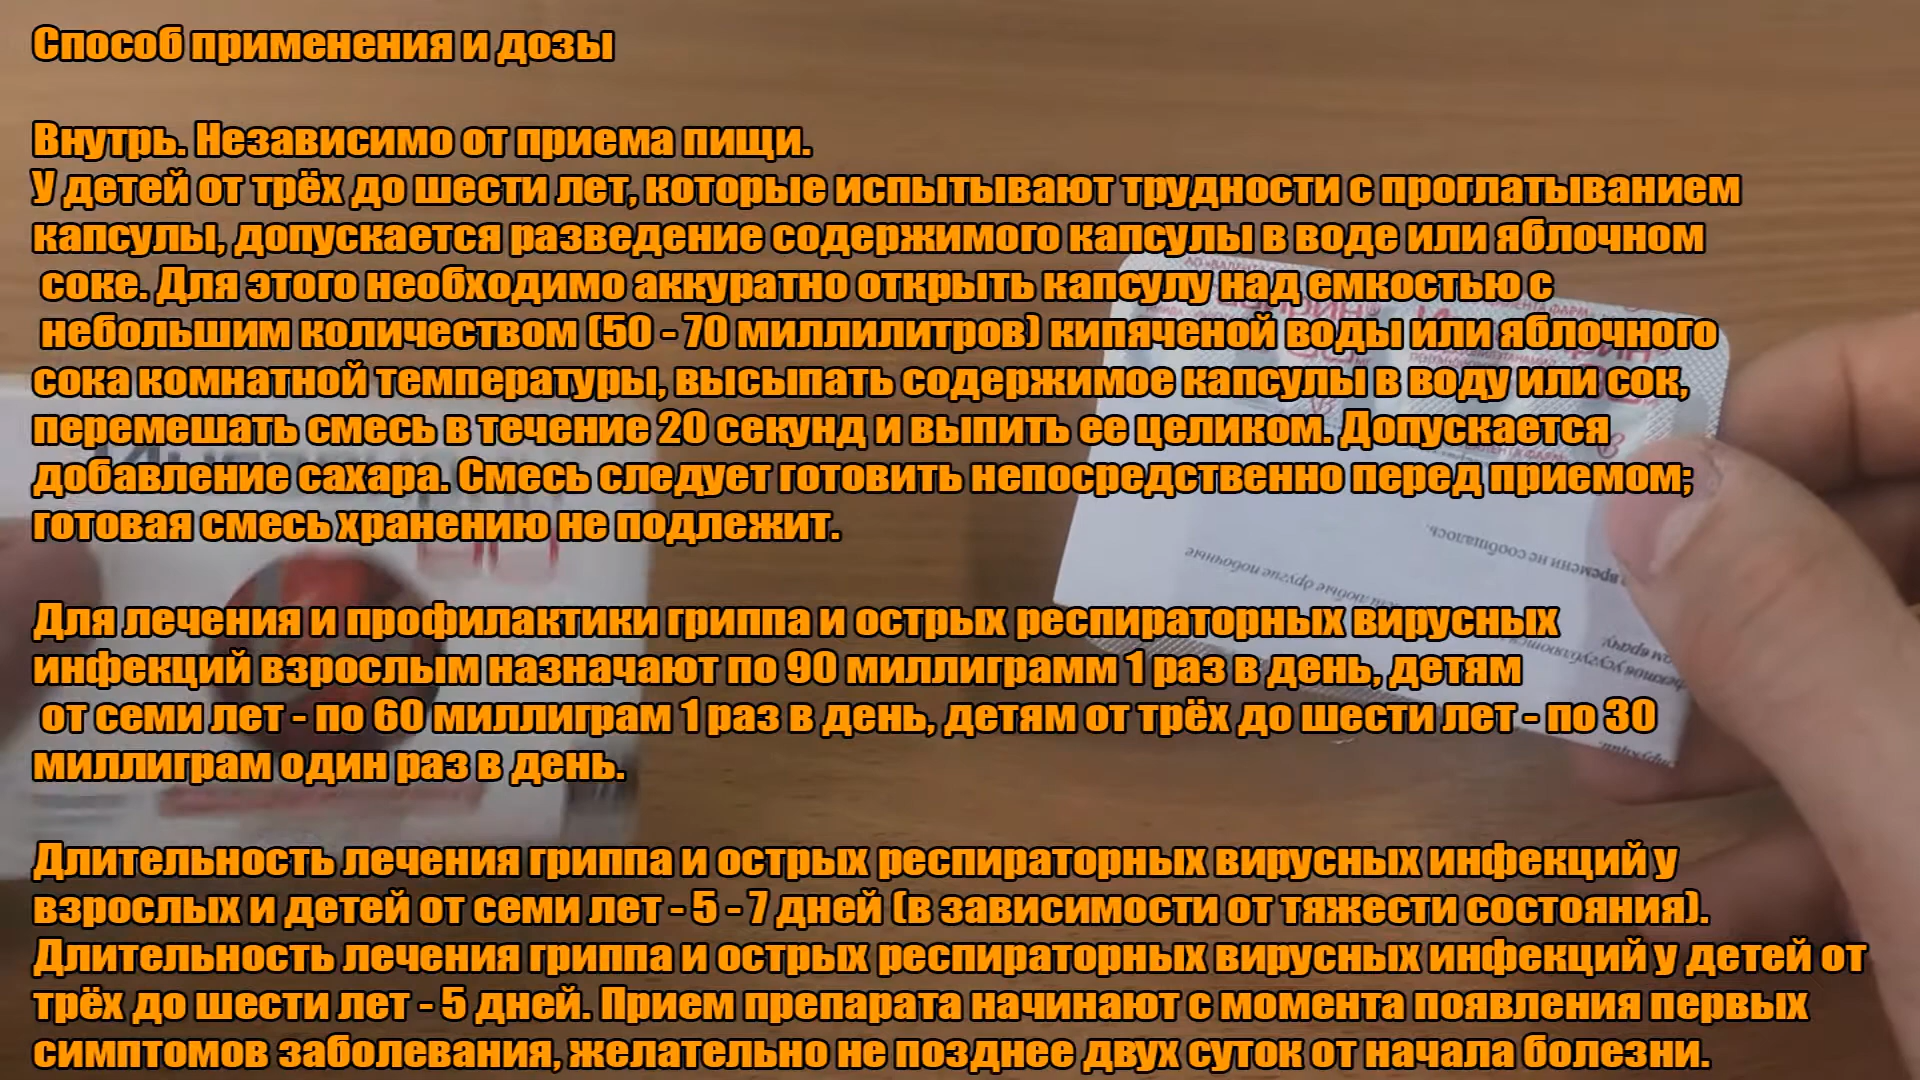 Способ применения и дозы
Внутрь. Независимо от приема пищи.
У детей от трёх до шести лет, которые испытывают трудности с проглатыванием
капсулы, допускается разведение содержимого капсулы в воде или яблочном
соке. Для этого необходимо аккуратно открыть капсулу над емкостью с
небольшим количеством (50 - 70 миллилитров) кипяченой воды или яблочного
сока комнатной температуры, высыпать содержимое капсулы в воду или сок,
перемешать смесь в течение 20 секунд и выпить ее целиком. Допускается
добавление сахара. Смесь следует готовить непосредственно перед приемом;
готовая смесь хранению не подлежит.
Для лечения и профилактики гриппа и острых респираторных вирусных
инфекций взрослым назначают по 90 миллиграмм 1 раз в день, детям
от семи лет - по 60 миллиграм 1 раз в день, детям от трёх до шести лет - по 30
миллиграм один раз в день.
Длительность лечения гриппа и острых респираторных вирусных инфекций у
взрослых и детей от семи лет - 5 - 7 дней (в зависимости от тяжести состояния).
Длительность лечения гриппа и острых респираторных вирусных инфекций у детей от
трёх до шести лет - 5 дней. Прием препарата начинают с момента появления первых
симптомов заболевания, желательно не позднее двух суток от начала болезни.
времени не сообщалось.
любые другие побочные